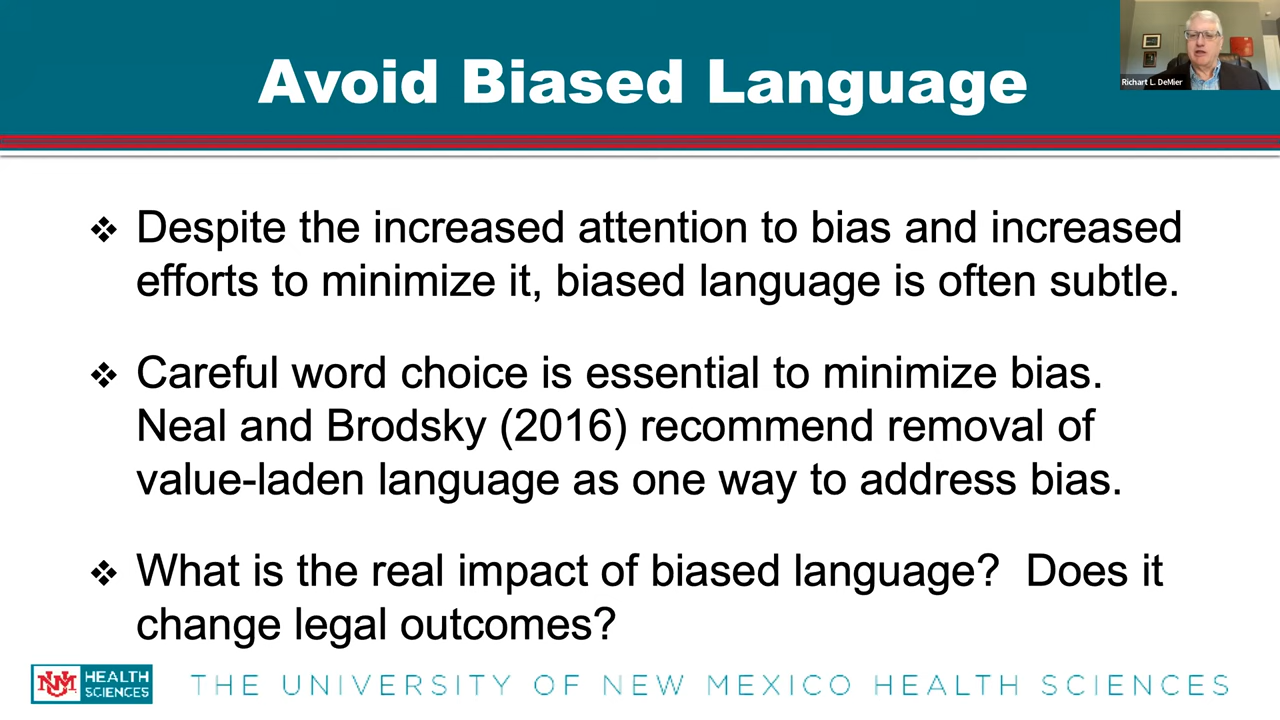 Avoid Biased Language
Richart L. DeMier
❖ Despite the increased attention to bias and increased
efforts to minimize it, biased language is often subtle.
❖ Careful word choice is essential to minimize bias.
Neal and Brodsky (2016) recommend removal of
value-laden language as one way to address bias.
❖ What is the real impact of biased language?  Does it
change legal outcomes?
UNM HEALTH
SCIENCES
THE UNIVERSITY OF NEW MEXICO HEALTH SCIENCES